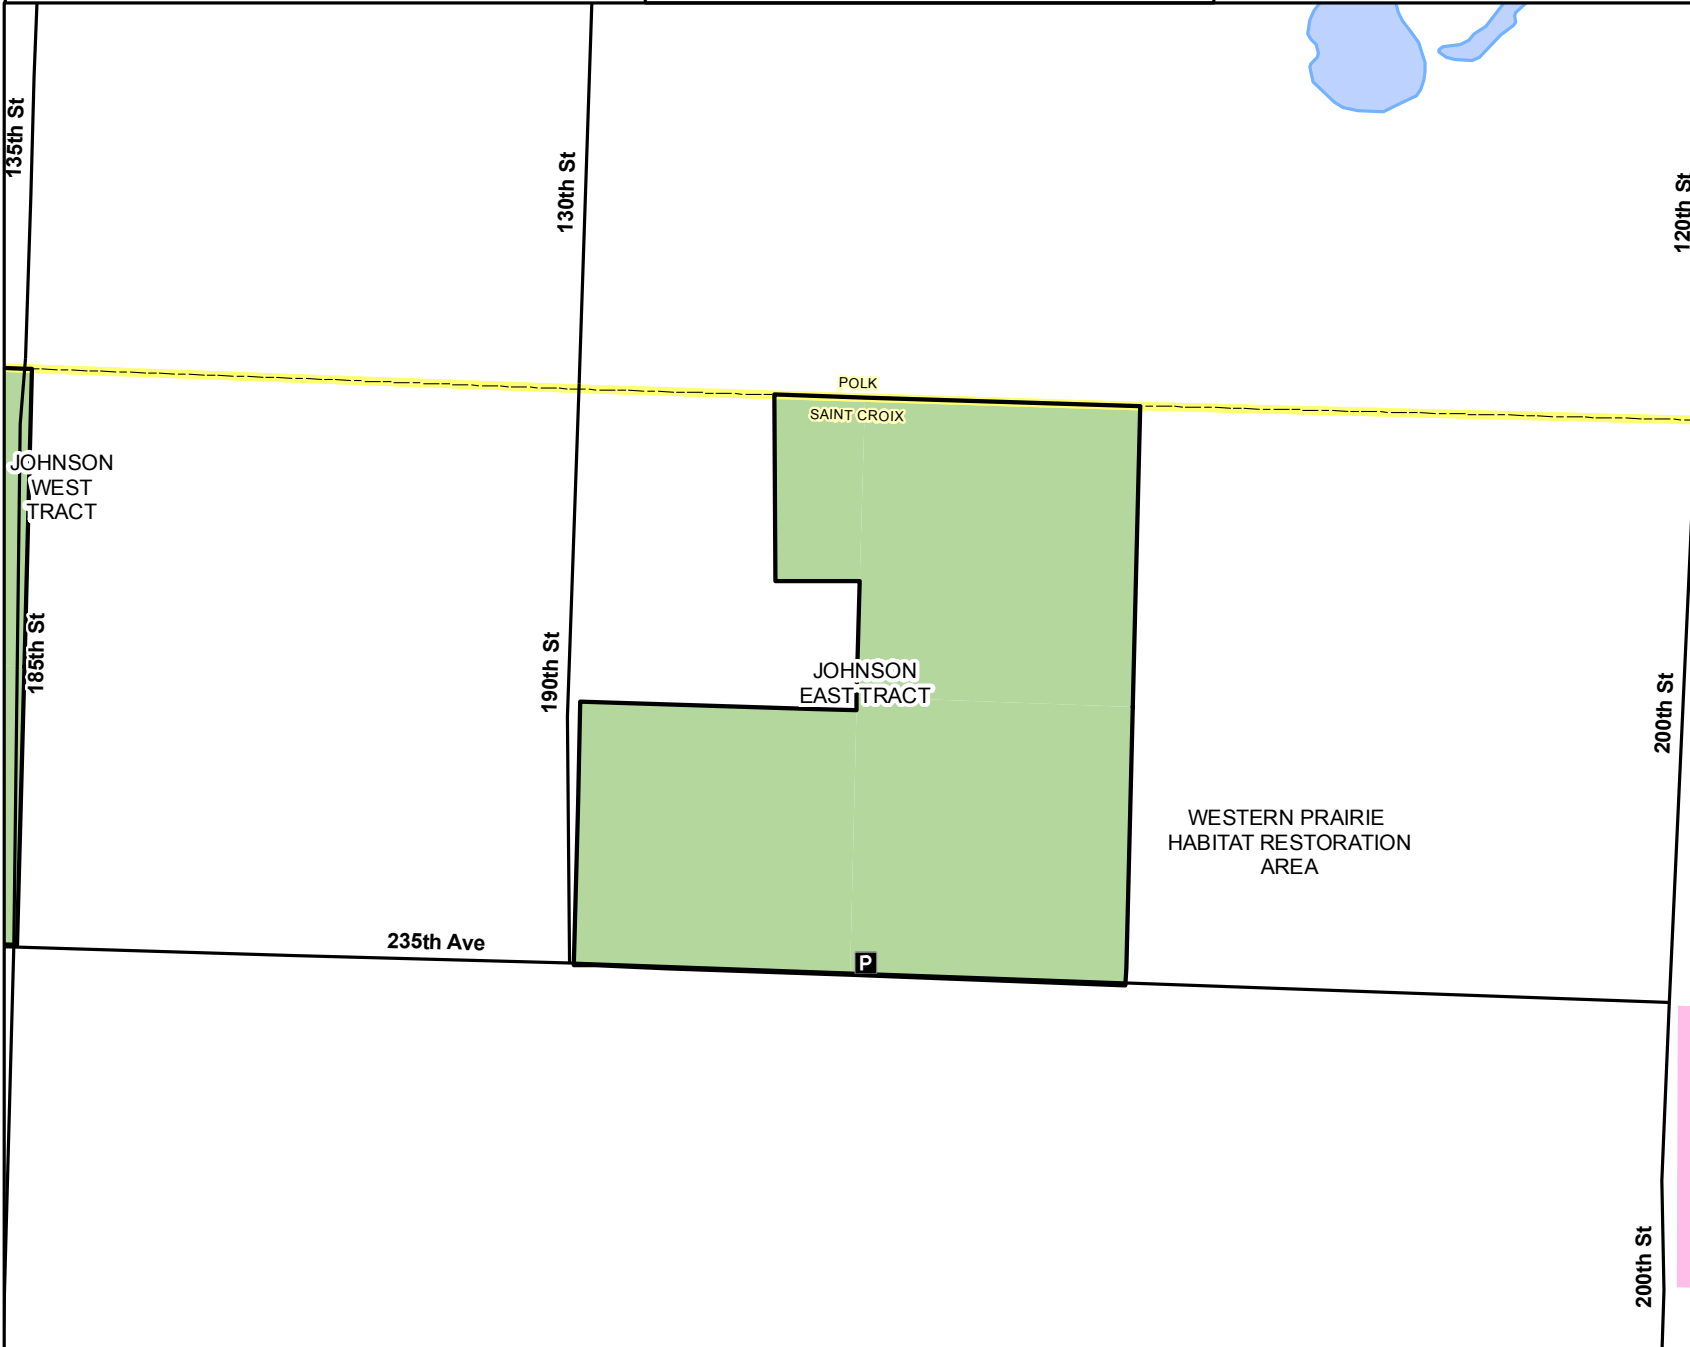 135th St
130th St
120th St
POLK
SAINT CROIX
JOHNSON
WEST
TRACT
185th St
190th St
JOHNSON
EAST TRACT
200th St
WESTERN PRAIRIE
HABITAT RESTORATION
AREA
235th Ave
P
200th St